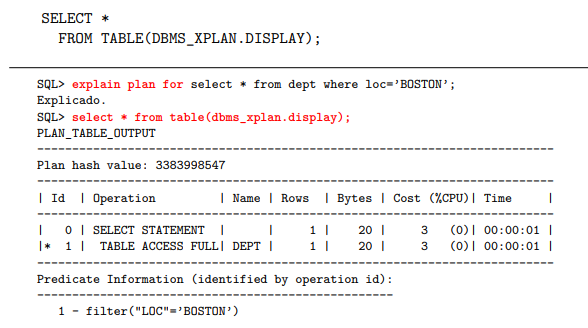 SELECT *
FROM TABLE(DBMS_XPLAN.DISPLAY);
SQL> explain plan for select * from dept where loc=’BOSTON’;
Explicado.
SQL> select * from table(dbms_xplan.display);
PLAN_TABLE_OUTPUT
--------------------------------------------------------------------------
Plan hash value: 3383998547
--------------------------------------------------------------------------
| Id | Operation | Name | Rows | Bytes | Cost (%CPU)| Time |
--------------------------------------------------------------------------
| 0 | SELECT STATEMENT | | 1 | 20 | 3 (0)| 00:00:01 |
|* 1 | TABLE ACCESS FULL| DEPT | 1 | 20 | 3 (0)| 00:00:01 |
--------------------------------------------------------------------------
Predicate Information (identified by operation id):
---------------------------------------------------
1 - filter("LOC"=’BOSTON’)